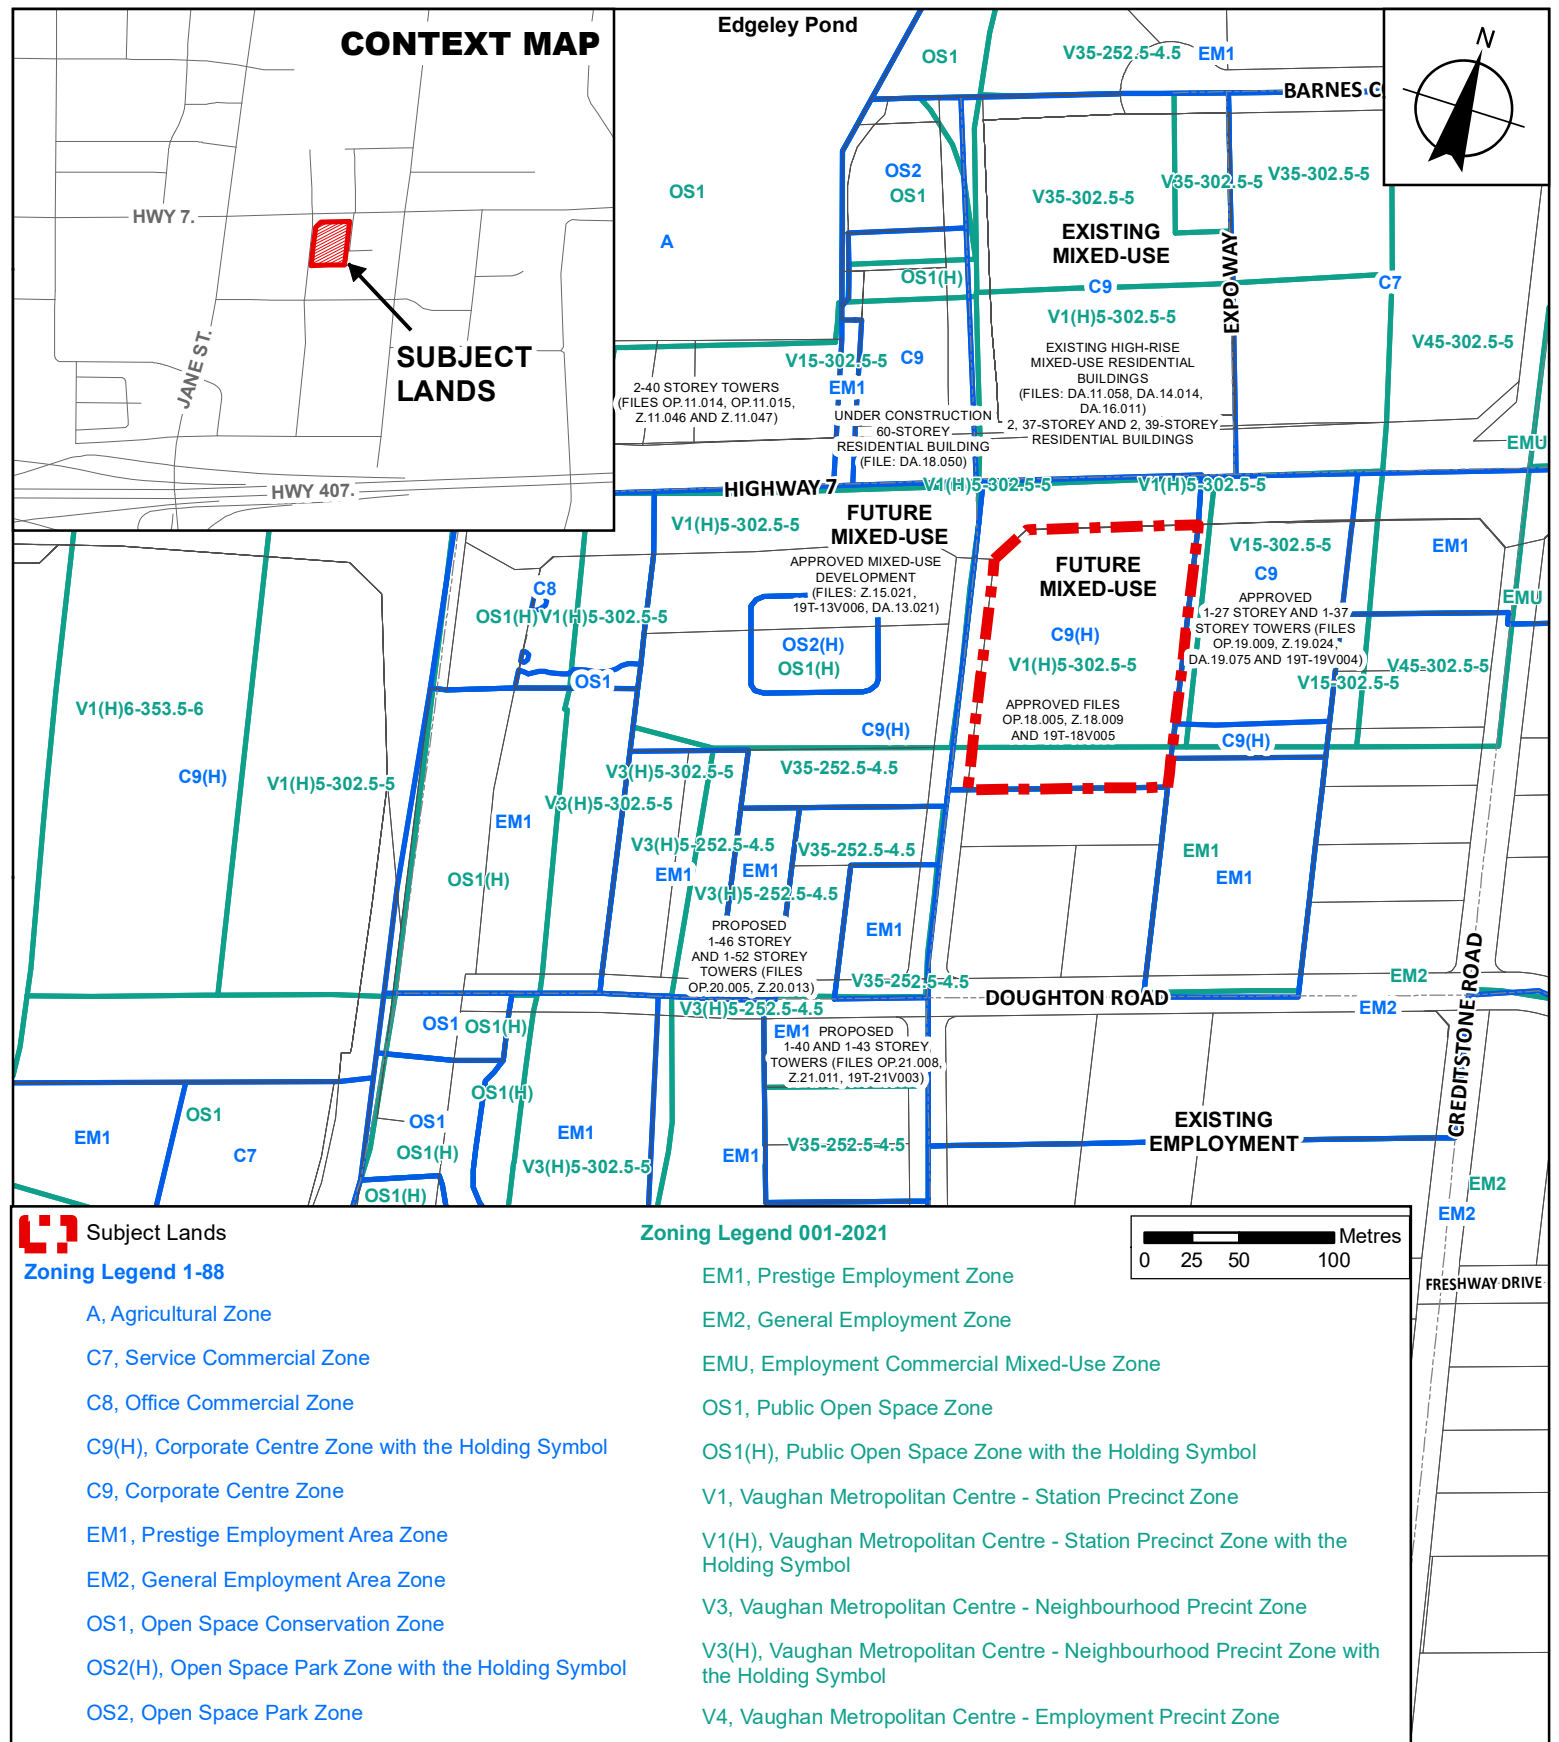 CONTEXT MAP
HWY 7.
JANE ST.
SUBJECT
LANDS
HWY 407.
Edgeley Pond
OS1
V35-252.5-4.5
EM1
BARNES C
N
OS1
A
OS2
OS1
V35-302.5-5
V35-302.5-5
V35-302.5-5
EXISTING
MIXED-USE
EXPO WAY
OS1(H)
C9
C7
V1(H)5-302.5-5
V45-302.5-5
V15-302.5-5
C9
EM1
2-40 STOREY TOWERS
(FILES OP.11.014, OP.11.015,
Z.11.046 AND Z.11.047)
EXISTING HIGH-RISE
MIXED-USE RESIDENTIAL
BUILDINGS
(FILES: DA.11.058, DA.14.014,
DA.16.011)
2, 37-STOREY AND 2, 39-STOREY
RESIDENTIAL BUILDINGS
UNDER CONSTRUCTION
60-STOREY
RESIDENTIAL BUILDING
(FILE: DA.18.050)
EMU
HIGHWAY 7
V1(H)5-302.5-5
V1(H)5-302.5-5
V1(H)5-302.5-5
FUTURE
MIXED-USE
APPROVED MIXED-USE
DEVELOPMENT
(FILES: Z.15.021,
19T-13V006, DA.13.021)
FUTURE
MIXED-USE
C9(H)
V1(H)5-302.5-5
APPROVED FILES
OP.18.005, Z.18.009
AND 19T-18V005
V15-302.5-5
C9
APPROVED
1-27 STOREY AND 1-37
STOREY TOWERS (FILES
OP.19.009, Z.19.024,
DA.19.075 AND 19T-19V004)
EM1
EMU
V45-302.5-5
V15-302.5-5
C8
OS1(H)
V1(H)5-302.5-5
OS2(H)
OS1(H)
OS1
C9(H)
C9(H)
V1(H)6-353.5-6
C9(H)
V1(H)5-302.5-5
V3(H)5-302.5-5
V35-252.5-4.5
V3(H)5-302.5-5
EM1
V3(H)5-252.5-4.5
V35-252.5-4.5
EM1
EM1
EM1
EM1
OS1(H)
V3(H)5-252.5-4.5
EM1
PROPOSED
1-46 STOREY
AND 1-52 STOREY
TOWERS (FILES
OP.20.005, Z.20.013)
V35-252.5-4.5
EM2
DOUGHTON ROAD
EM2
CREDITSTONE ROAD
V3(H)5-252.5-4.5
OS1
OS1(H)
EM1
PROPOSED
1-40 AND 1-43 STOREY
TOWERS (FILES OP.21.008,
Z.21.011, 19T-21V003)
OS1(H)
OS1
OS1
EM1
EM1
C7
OS1(H)
V3(H)5-302.5-5
EM1
V35-252.5-4.5
EXISTING
EMPLOYMENT
OS1(H)
EM2
EM2
FRESHWAY DRIVE
Subject Lands
Zoning Legend 1-88
A, Agricultural Zone
C7, Service Commercial Zone
C8, Office Commercial Zone
C9(H), Corporate Centre Zone with the Holding Symbol
C9, Corporate Centre Zone
EM1, Prestige Employment Area Zone
EM2, General Employment Area Zone
OS1, Open Space Conservation Zone
OS2(H), Open Space Park Zone with the Holding Symbol
OS2, Open Space Park Zone
Zoning Legend 001-2021
EM1, Prestige Employment Zone
EM2, General Employment Zone
EMU, Employment Commercial Mixed-Use Zone
OS1, Public Open Space Zone
OS1(H), Public Open Space Zone with the Holding Symbol
V1, Vaughan Metropolitan Centre - Station Precinct Zone
V1(H), Vaughan Metropolitan Centre - Station Precinct Zone with the
Holding Symbol
V3, Vaughan Metropolitan Centre - Neighbourhood Precint Zone
V3(H), Vaughan Metropolitan Centre - Neighbourhood Precint Zone with
the Holding Symbol
V4, Vaughan Metropolitan Centre - Employment Precint Zone
Metres
0 25 50 100